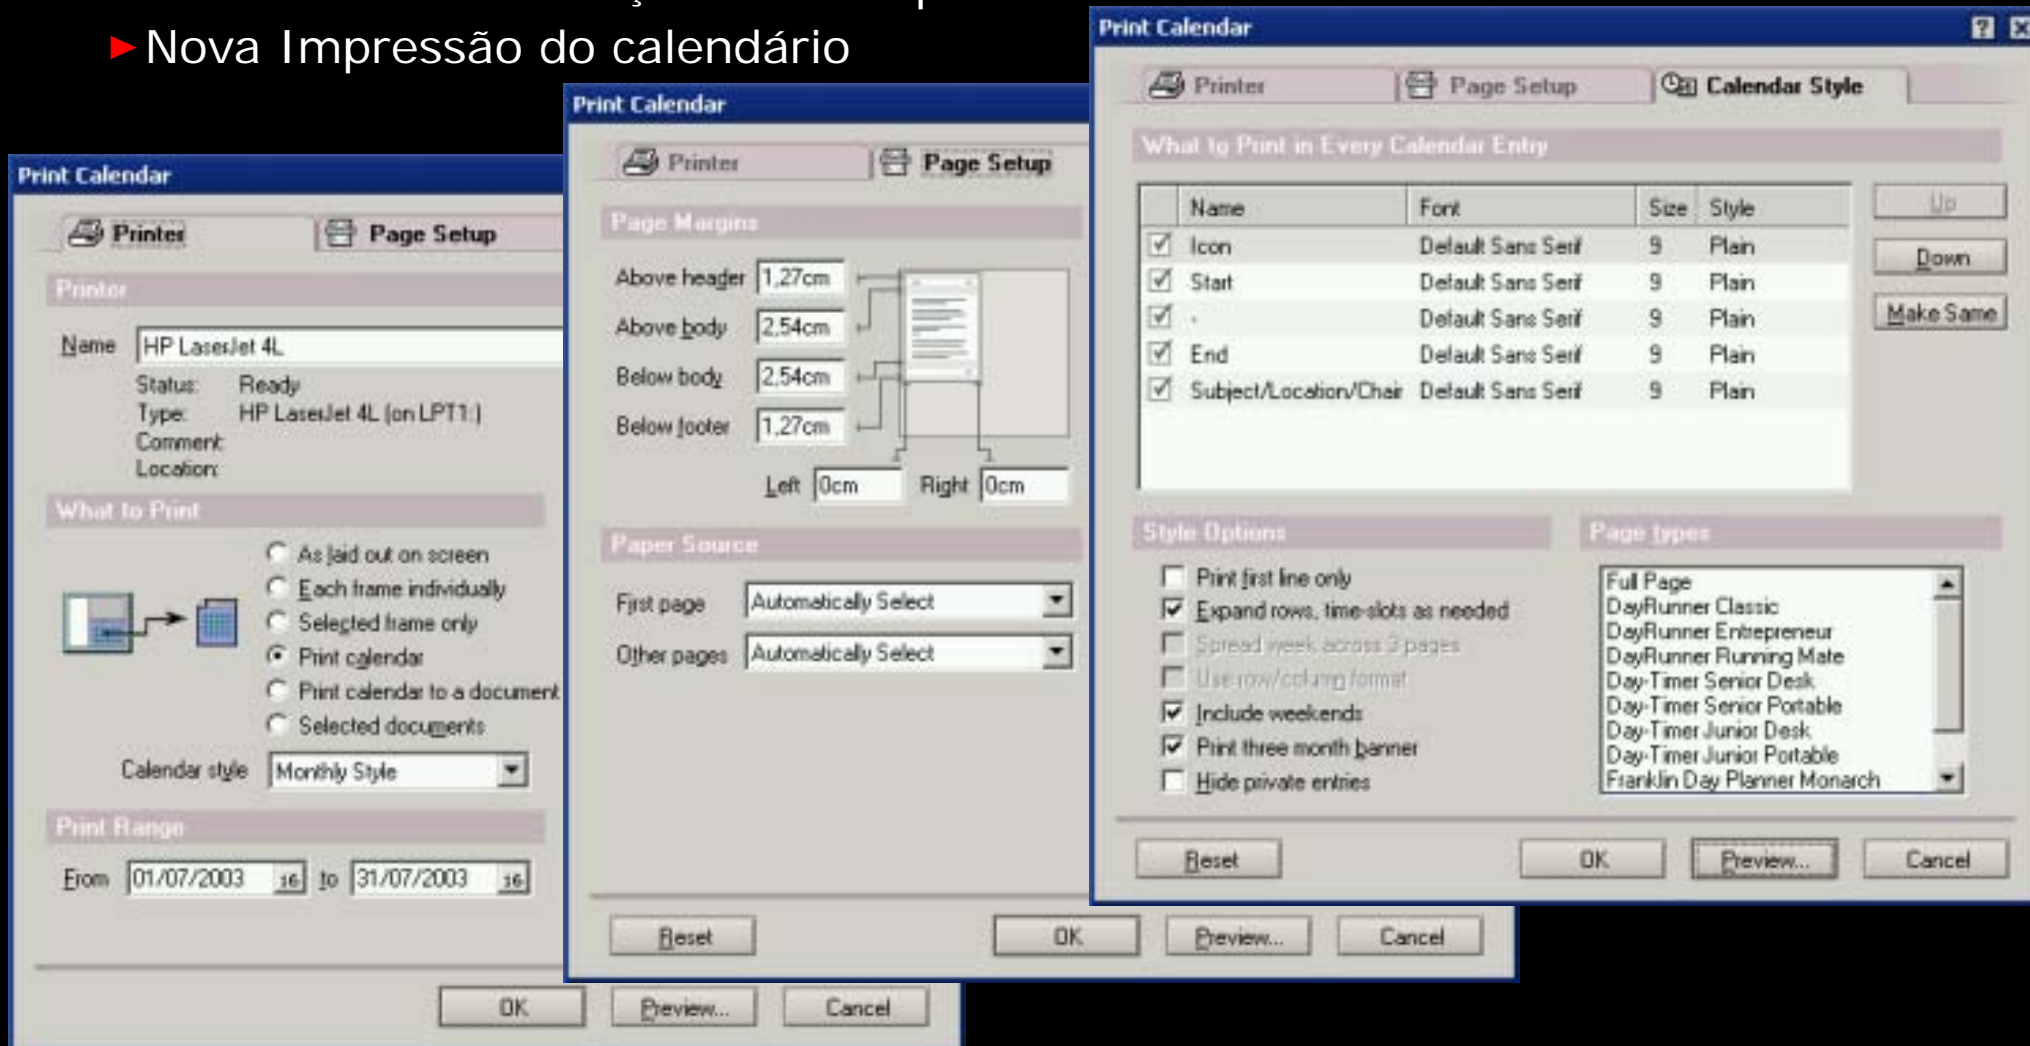 Nova Impressão do calendário
Print Calendar
Printer
Page Setup
Printer
Name
HP LaserJet 4L
Status: Ready
Type: HP LaserJet 4L (on LPT1:)
Comment:
Location:
What to Print
As laid out on screen
Each frame individually
Selected frame only
Print calendar
Print calendar to a document
Selected documents
Calendar style Monthly Style
Print Range
From 01/07/2003 16 to 31/07/2003 16
OK Preview... Cancel
Print Calendar
Printer
Page Setup
Page Margins
Above header 1,27cm
Above body 2,54cm
Below body 2,54cm
Below footer 1,27cm
Left 0cm Right 0cm
Paper Source
First page Automatically Select
Other pages Automatically Select
Reset OK Preview... Cancel
Print Calendar
Printer
Page Setup
Calendar Style
What to Print in Every Calendar Entry
Name Font Size Style
Icon Default Sans Serif 9 Plain
Start Default Sans Serif 9 Plain
- Default Sans Serif 9 Plain
End Default Sans Serif 9 Plain
Subject/Location/Chair Default Sans Serif 9 Plain
Up
Down
Make Same
Style Options
Print first line only
Expand rows, time-slots as needed
Spread week across 3 pages
Use row/column format
Include weekends
Print three month banner
Hide private entries
Page types
Full Page
DayRunner Classic
DayRunner Entrepreneur
DayRunner Running Mate
Day-Timer Senior Desk
Day-Timer Senior Portable
Day-Timer Junior Desk
Day-Timer Junior Portable
Franklin Day Planner Monarch
Reset OK Preview... Cancel